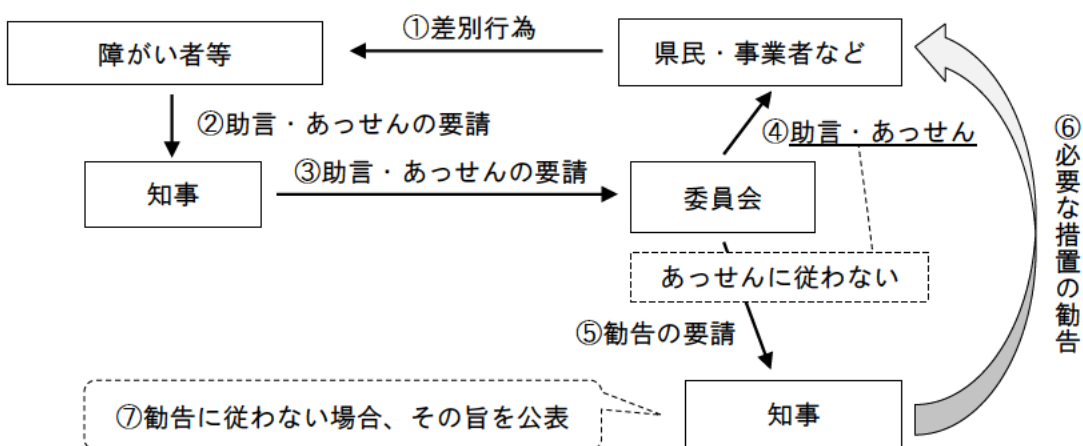 ①差別行為
障がい者等
県民・事業者など
②助言・あっせんの要請
④助言・あっせん
③助言・あっせんの要請
知事
委員会
⑥必要な措置の勧告
あっせんに従わない
⑤勧告の要請
⑦勧告に従わない場合、その旨を公表
知事